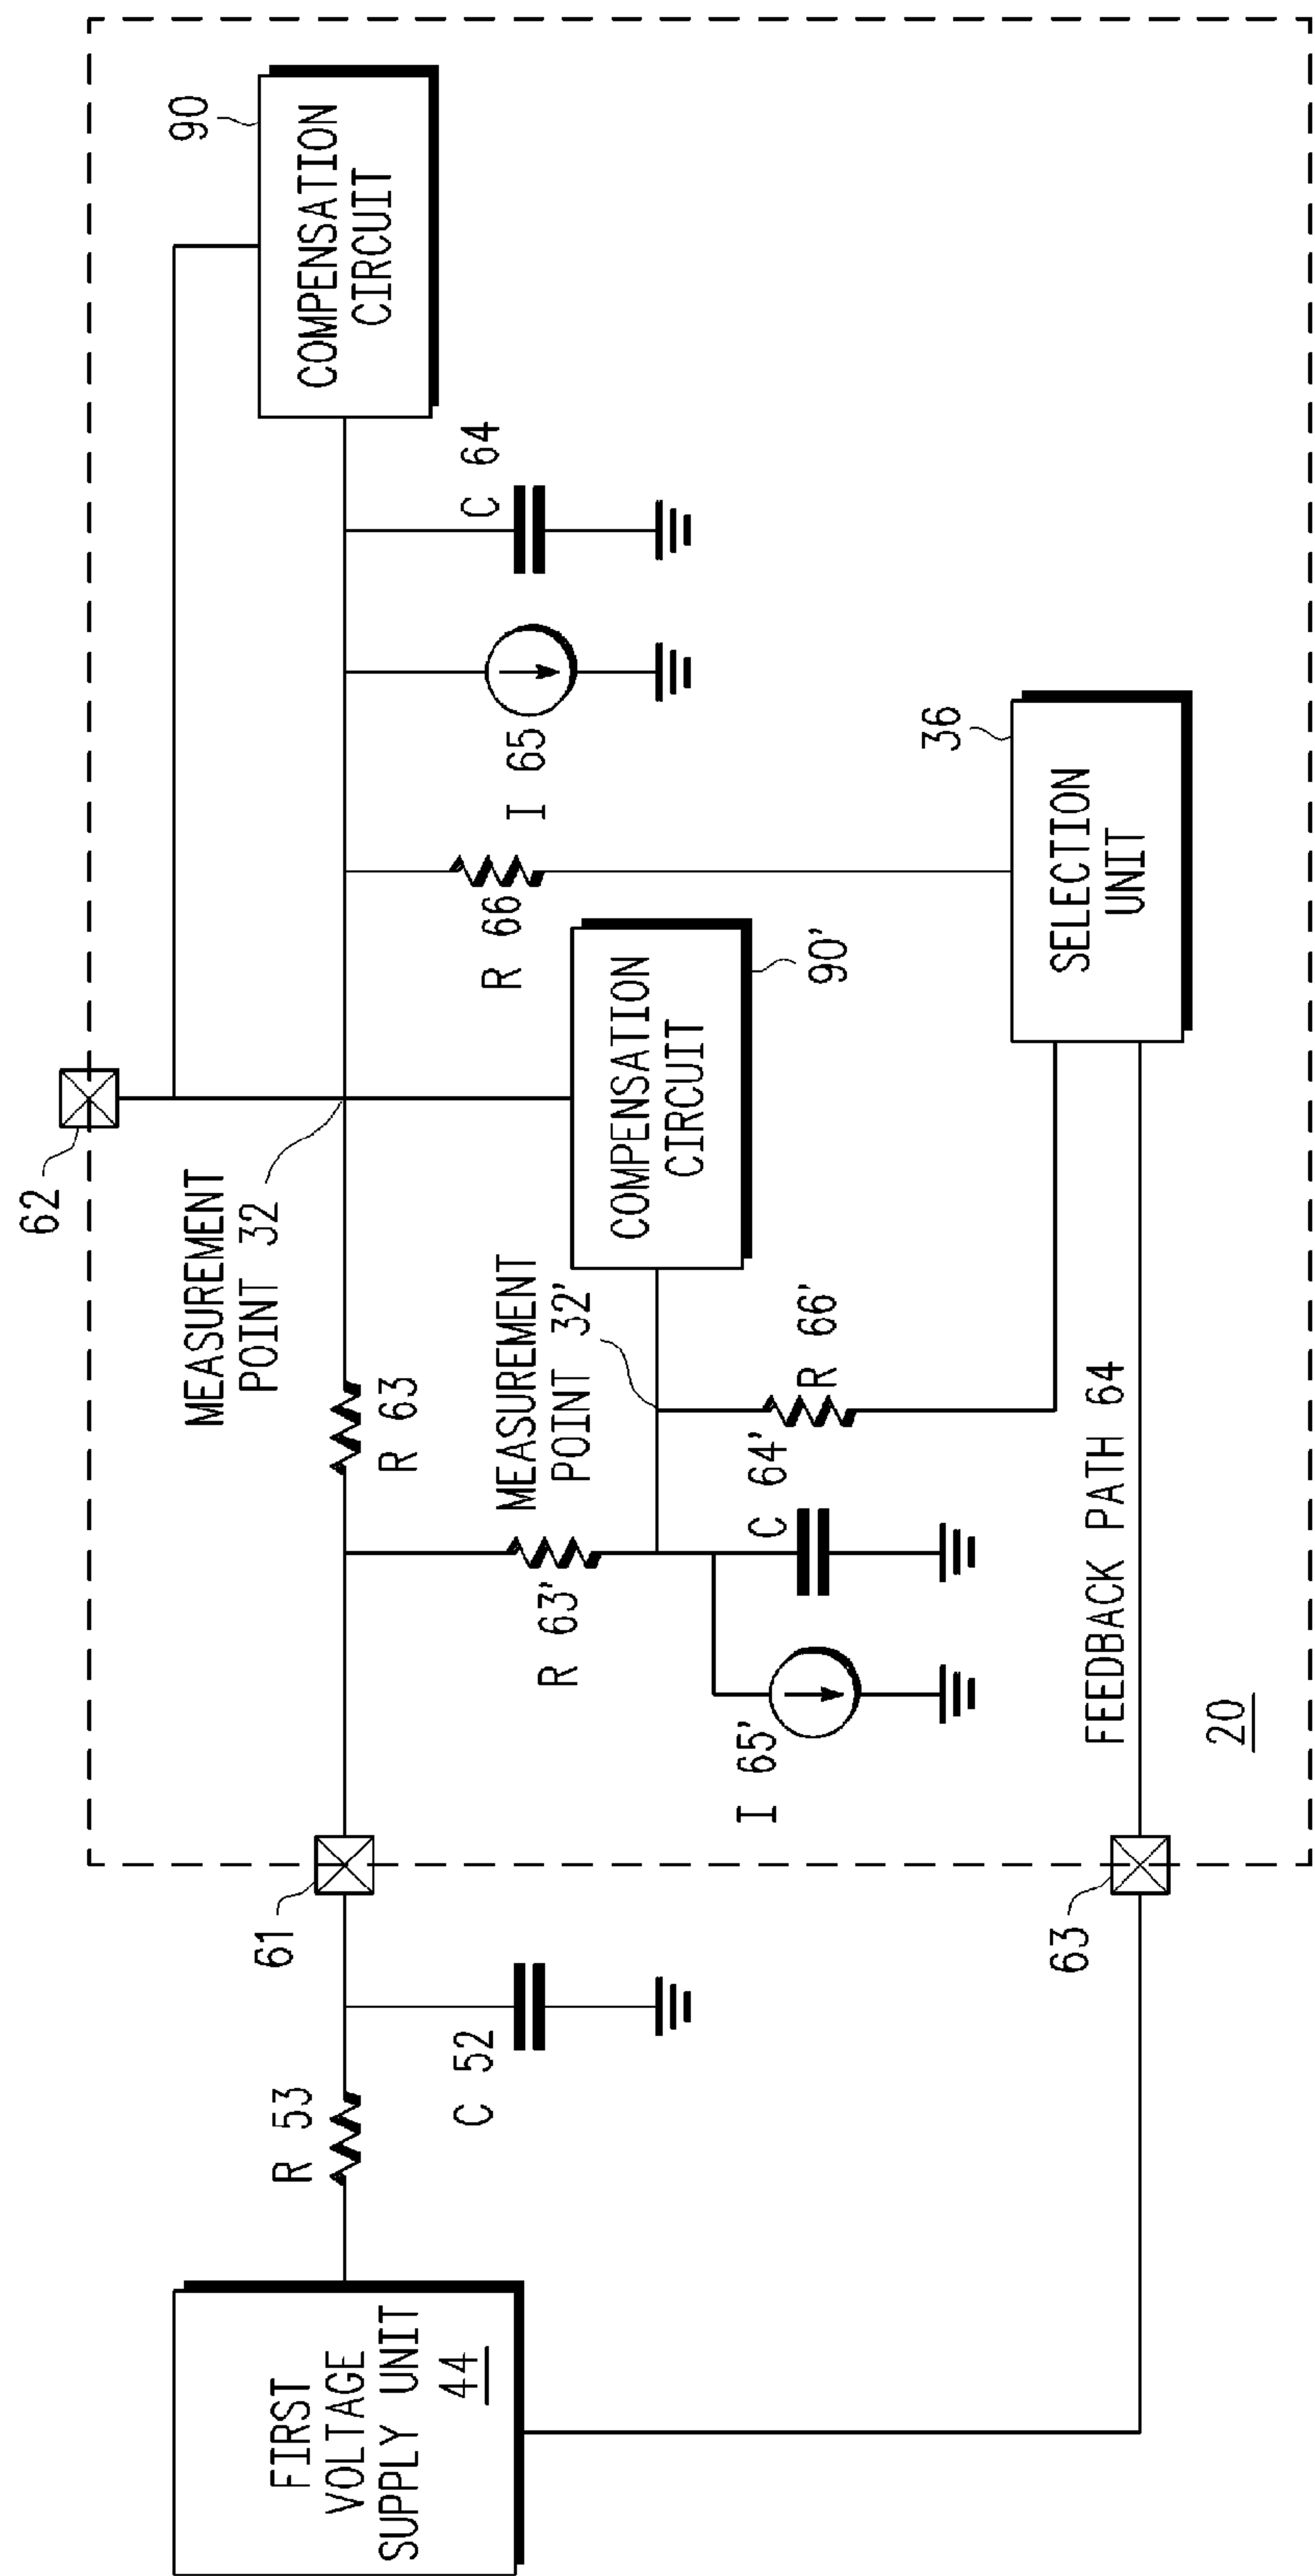 62
90
COMPENSATION
CIRCUIT
MEASUREMENT
POINT 32
R 63
C 64
I 65
R 66
61
R 53
C 52
FIRST
VOLTAGE
SUPPLY UNIT
44
MEASUREMENT
POINT 32'
R 63'
COMPENSATION
CIRCUIT
90'
R 66'
C 64'
I 65'
36
SELECTION
UNIT
FEEDBACK PATH 64
63
20